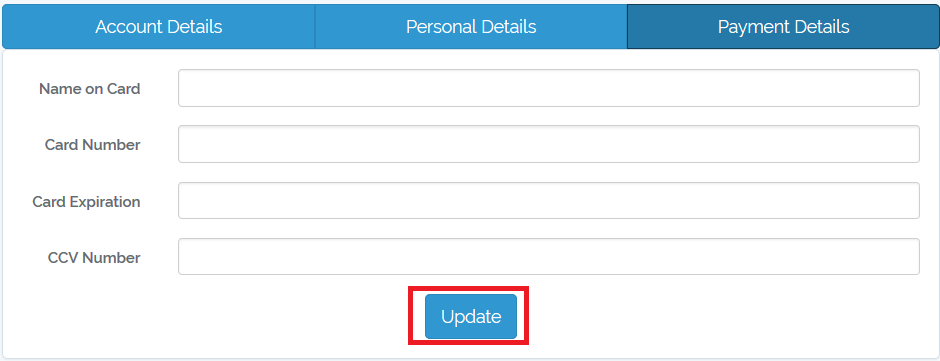 Account Details Personal Details Payment Details
Name on Card
Card Number
Card Expiration
CCV Number
Update